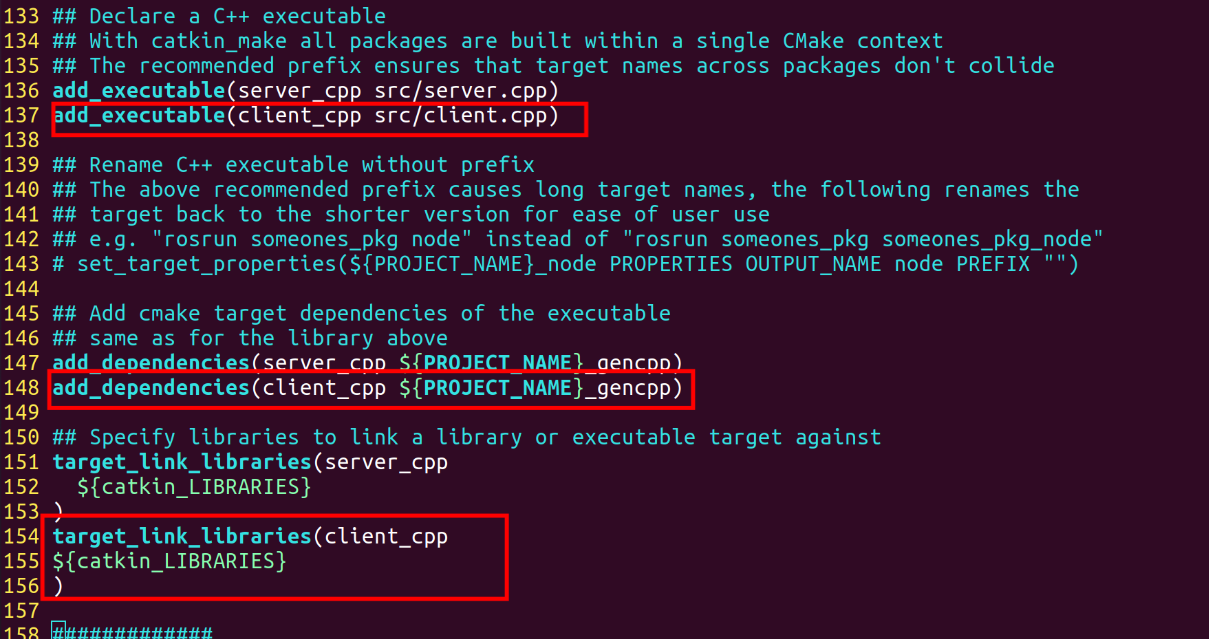 133 ## Declare a C++ executable
134 ## With catkin_make all packages are built within a single CMake context
135 ## The recommended prefix ensures that target names across packages don't collide
136 add_executable(server_cpp src/server.cpp)
137 add_executable(client_cpp src/client.cpp)
138
139 ## Rename C++ executable without prefix
140 ## The above recommended prefix causes long target names, the following renames the
141 ## target back to the shorter version for ease of user use
142 ## e.g. "rosrun someones_pkg node" instead of "rosrun someones_pkg someones_pkg_node"
143 # set_target_properties(${PROJECT_NAME}_node PROPERTIES OUTPUT_NAME node PREFIX "")
144
145 ## Add cmake target dependencies of the executable
146 ## same as for the library above
147 add_dependencies(server_cpp ${PROJECT_NAME}_gencpp)
148 add_dependencies(client_cpp ${PROJECT_NAME}_gencpp)
149
150 ## Specify libraries to link a library or executable target against
151 target_link_libraries(server_cpp
152   ${catkin_LIBRARIES}
153 )
154 target_link_libraries(client_cpp
155 ${catkin_LIBRARIES}
156 )
157
158 #############